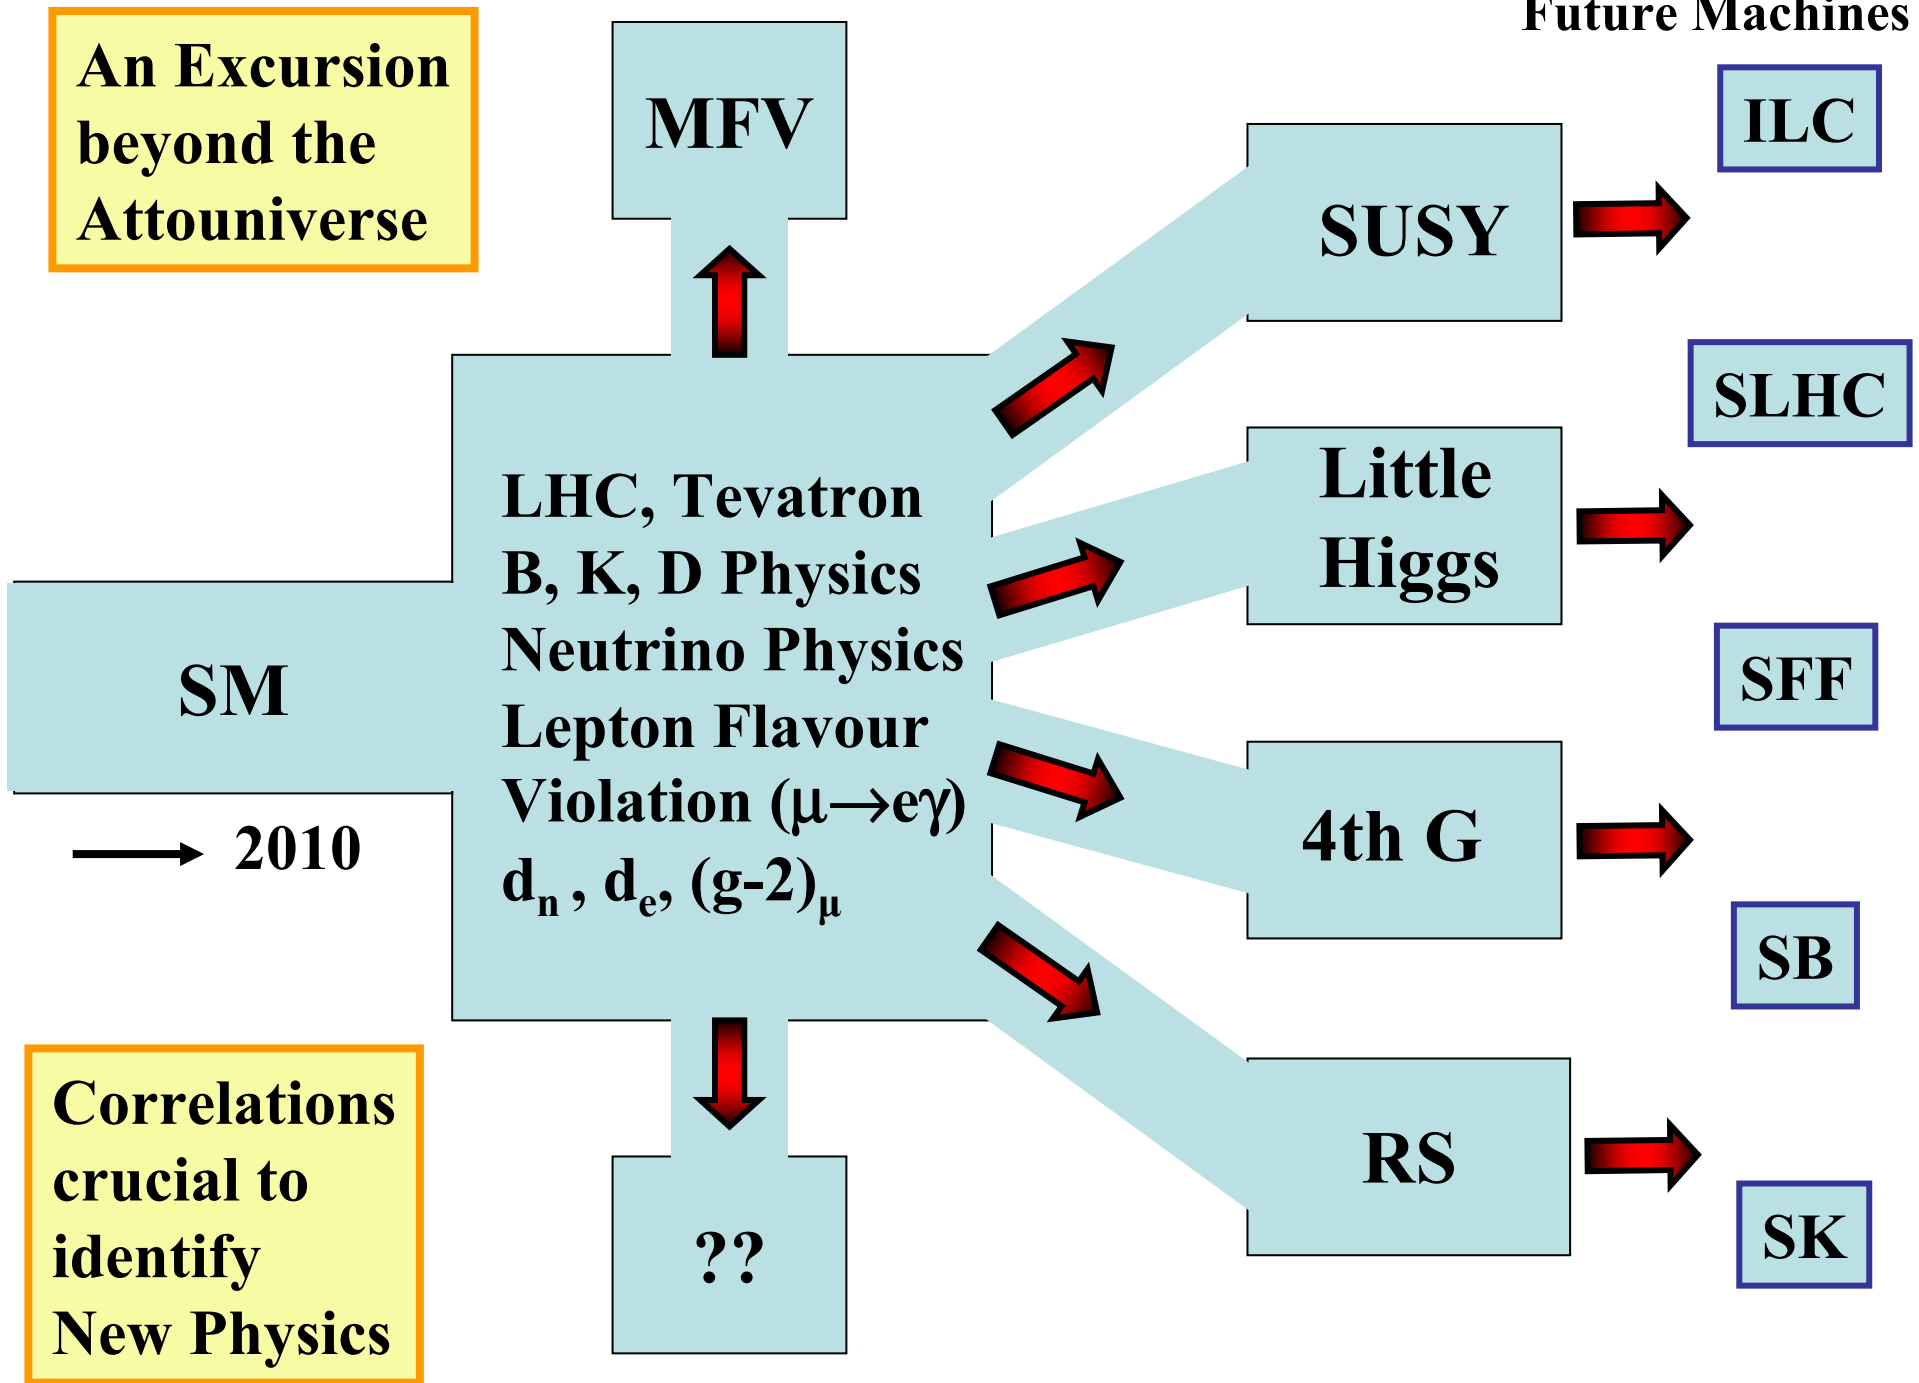 Future Machines
An Excursion
beyond the
Attouniverse
MFV
SUSY
ILC
SLHC
Little
Higgs
LHC, Tevatron
B, K, D Physics
Neutrino Physics
Lepton Flavour
Violation (μ→eγ)
dₙ , dₑ, (g-2)μ
SM
→ 2010
SFF
4th G
SB
RS
SK
Correlations
crucial to
identify
New Physics
??